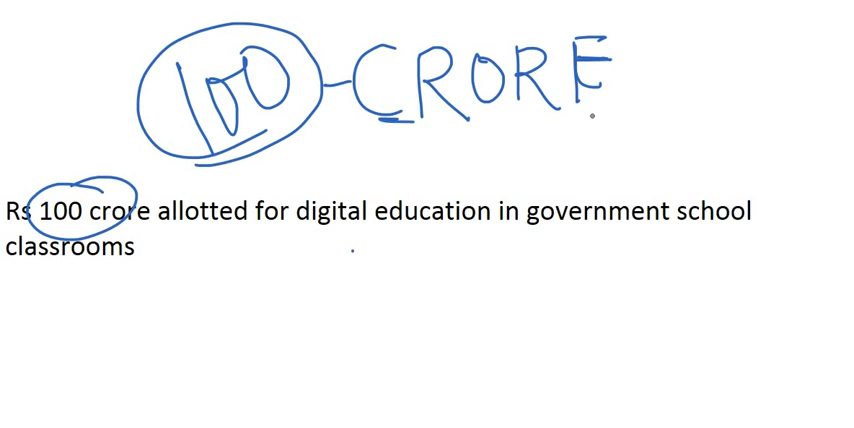 100-CRORE
Rs 100 crore allotted for digital education in government school
classrooms